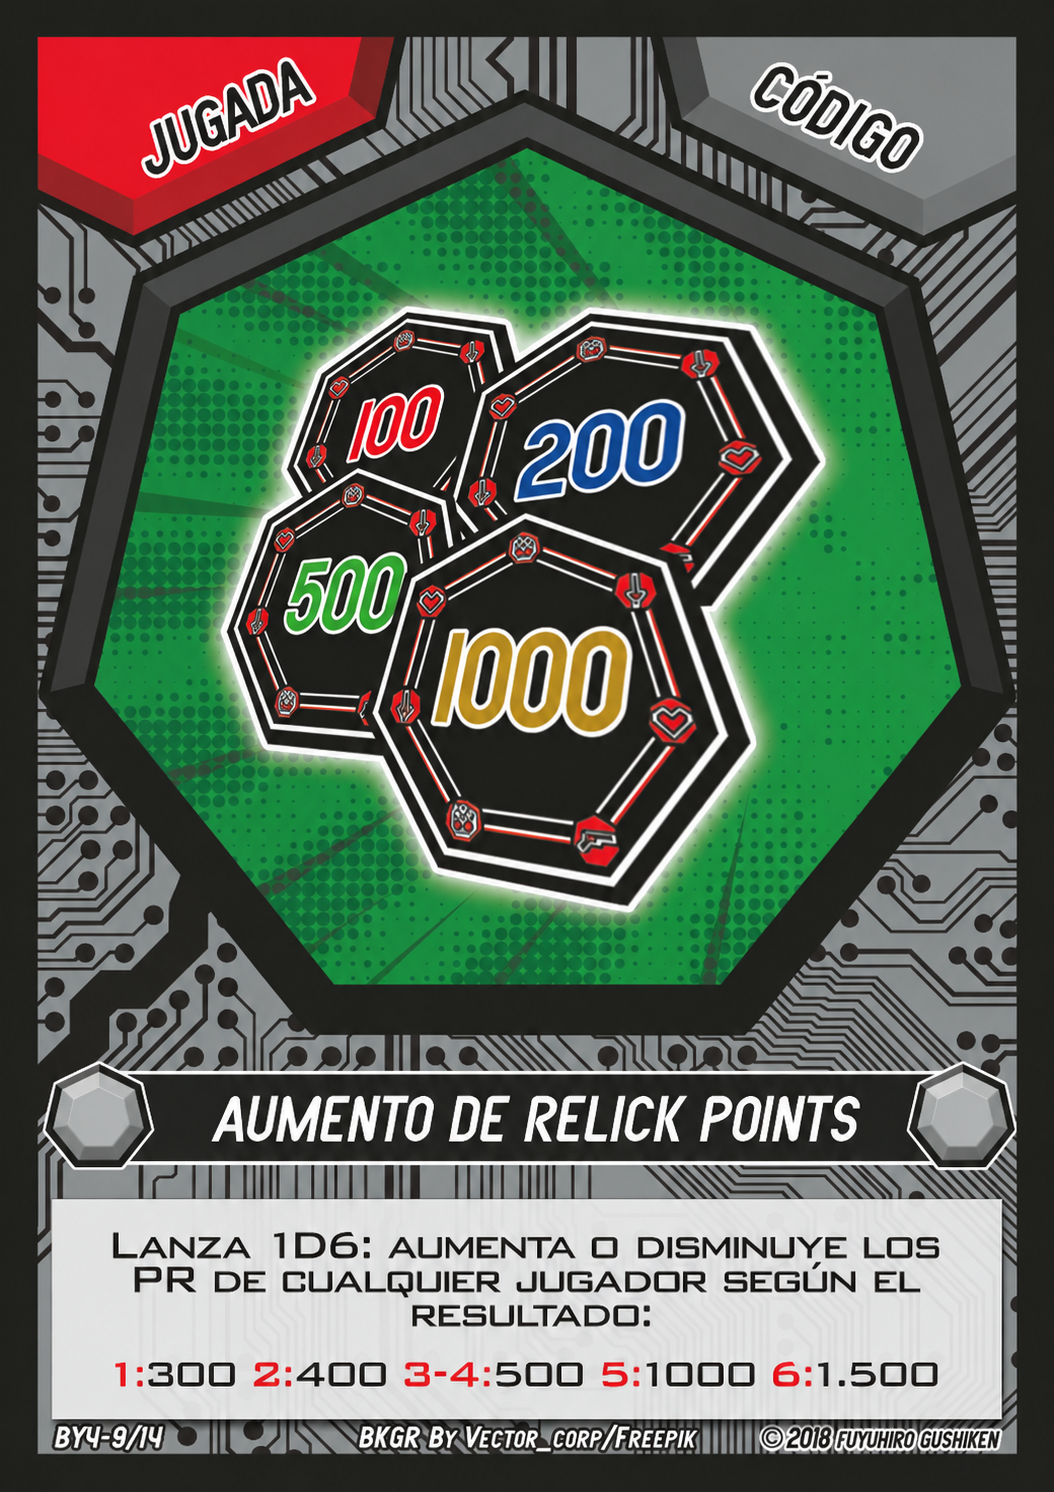 JUGADA
CÓDIGO
100
200
500
1000
AUMENTO DE RELICK POINTS
LANZA 1D6: AUMENTA O DISMINUYE LOS
PR DE CUALQUIER JUGADOR SEGÚN EL
RESULTADO:
1:300 2:400 3-4:500 5:1000 6:1.500
BY4-9/14
BKGR BY VECTOR_CORP/FREEPIK
© 2018 FUYUHIRO GUSHIKEN